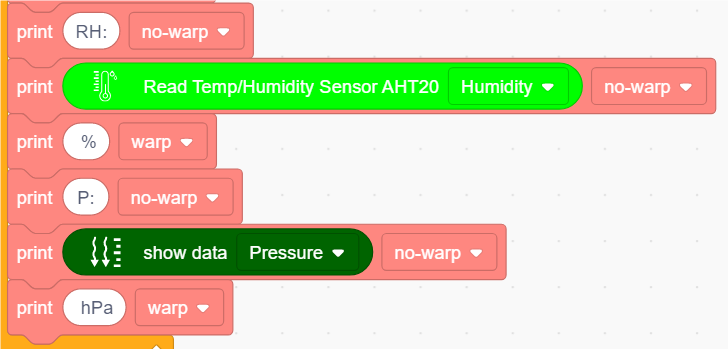 print RH: no-warp
print % Read Temp/Humidity Sensor AHT20 Humidity no-warp
print % warp
print P: no-warp
print show data Pressure no-warp
print hPa warp